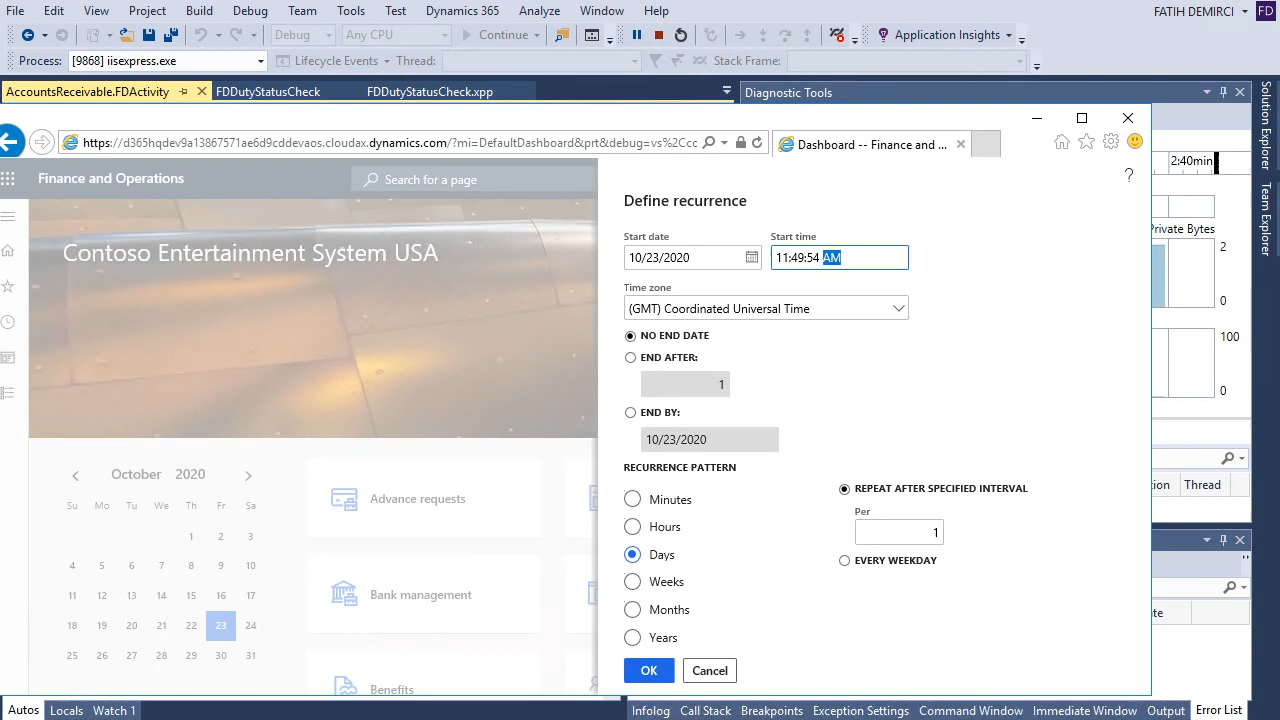 File Edit View Project Build Debug Team Tools Test Dynamics 365 Analyze Window Help FATIH DEMIRCI FD
Debug Any CPU Continue Application Insights
Process: [9868] iisexpress.exe Lifecycle Events Thread: Stack Frame:
AccountsReceivable.FDActivity FDDutyStatusCheck FDDutyStatusCheck.xpp Diagnostic Tools
Solution Explorer
Team Explorer
https://d365hqdev9a13867571ae6d9cddevaos.cloudax.dynamics.com/?mi=DefaultDashboard&prt&debug=vs%2Ccc Dashboard -- Finance and ...
2:40min
Finance and Operations Search for a page
?
Define recurrence
Contoso Entertainment System USA
Start date Start time
10/23/2020 11:49:54 AM
Time zone
(GMT) Coordinated Universal Time
NO END DATE
END AFTER:
1
END BY:
10/23/2020
Private Bytes
2
0
100
0
RECURRENCE PATTERN
Minutes
Hours
Days
Weeks
Months
Years
REPEAT AFTER SPECIFIED INTERVAL
Per
1
EVERY WEEKDAY
OK Cancel
October 2020
Su Mo Tu We Th Fr Sa
1 2 3
4 5 6 7 8 9 10
11 12 13 14 15 16 17
18 19 20 21 22 23 24
25 26 27 28 29 30 31
Advance requests
Bank management
Benefits
Thread
Autos Locals Watch 1 Infolog Call Stack Breakpoints Exception Settings Command Window Immediate Window Output Error List